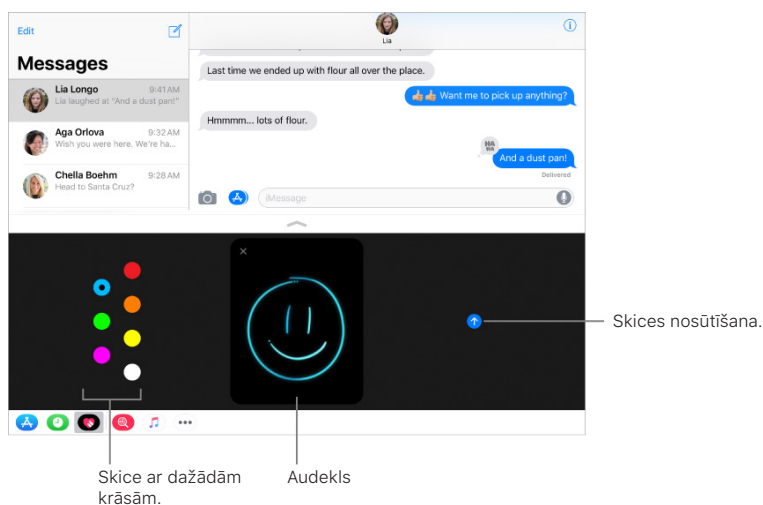 Edit
Lia
Messages
Last time we ended up with flour all over the place.
Lia Longo 9:41 AM
Lia laughed at “And a dust pan!”
Want me to pick up anything?
Hmmmm... lots of flour.
Aga Orlova 9:32 AM
Wish you were here. We’re ha...
HA
HA
And a dust pan!
Delivered
Chella Boehm 9:28 AM
Head to Santa Cruz?
iMessage
Skices nosūtīšana.
Skice ar dažādām
krāsām.
Audekls